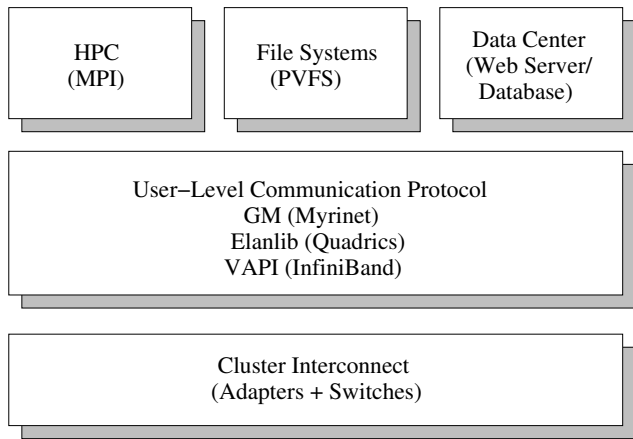 HPC
(MPI)
File Systems
(PVFS)
Data Center
(Web Server/
Database)
User−Level Communication Protocol
GM (Myrinet)
Elanlib (Quadrics)
VAPI (InfiniBand)
Cluster Interconnect
(Adapters + Switches)